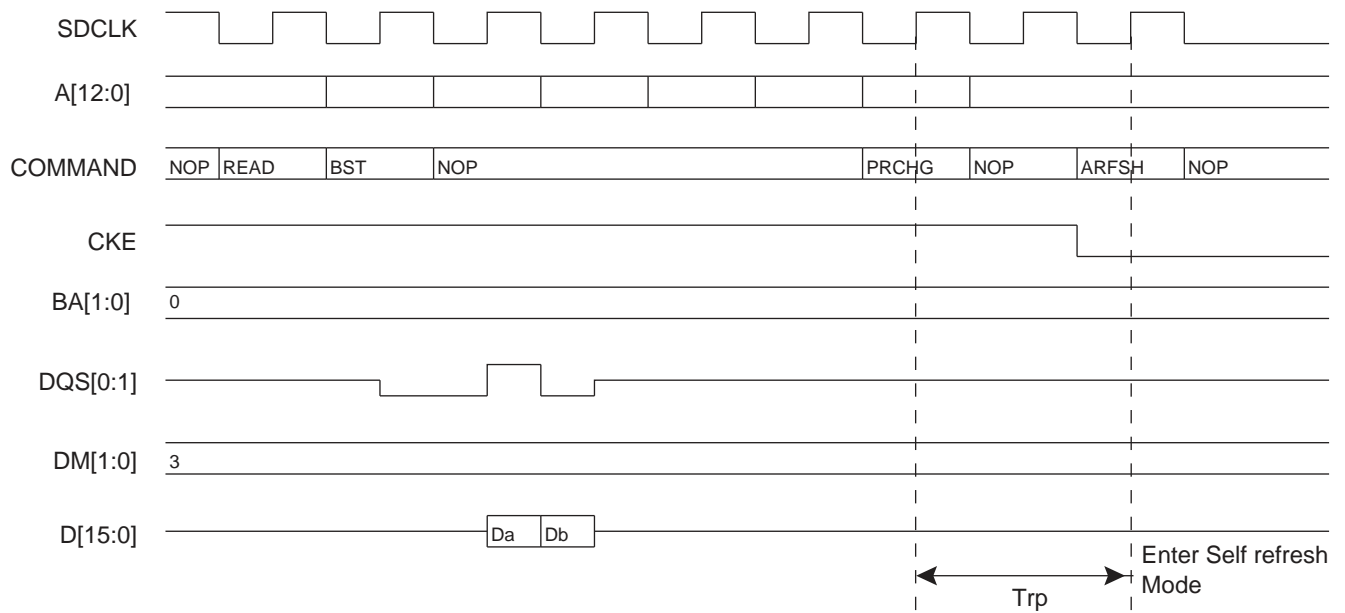 SDCLK
A[12:0]
COMMAND NOP READ BST NOP PRCHG NOP ARFSH NOP
CKE
BA[1:0] 0
DQS[0:1]
DM[1:0] 3
D[15:0] Da Db
Enter Self refresh
Mode
Trp